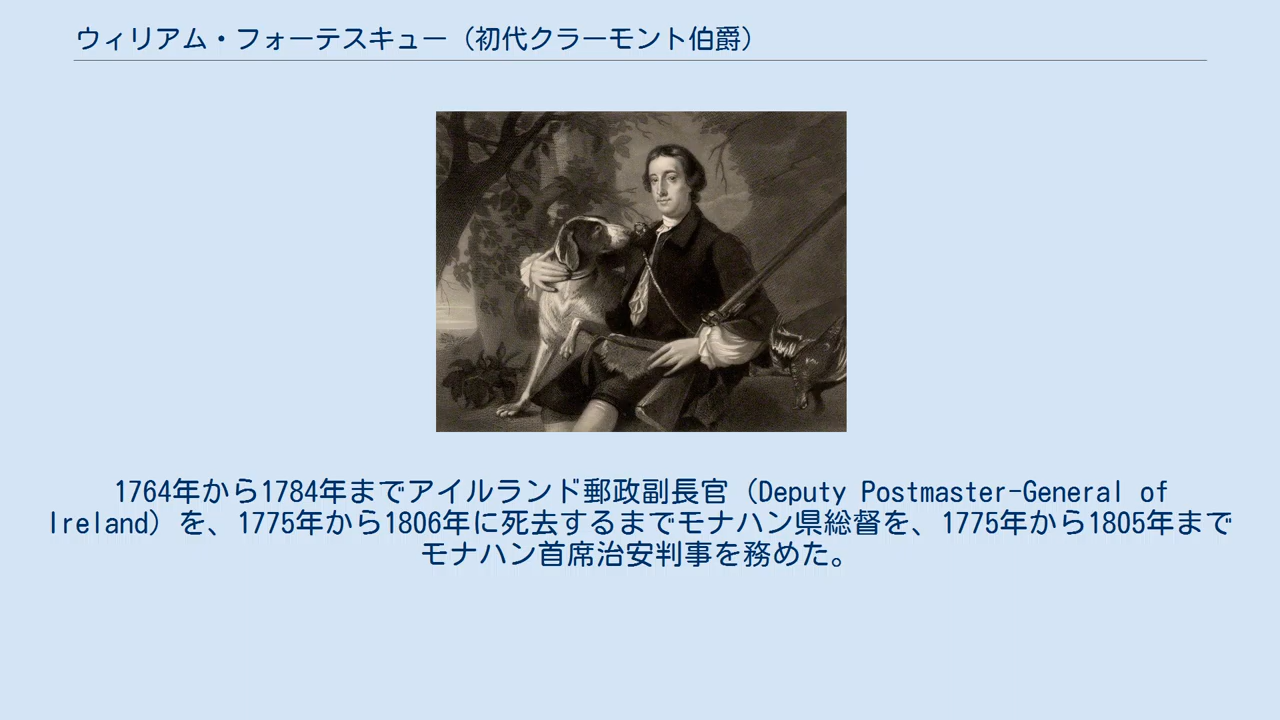 ウィリアム・フォーテスキュー（初代クラーモント伯爵）
1764年から1784年までアイルランド郵政副長官（Deputy Postmaster-General of
Ireland）を、1775年から1806年に死去するまでモナハン県総督を、1775年から1805年まで
モナハン首席治安判事を務めた。